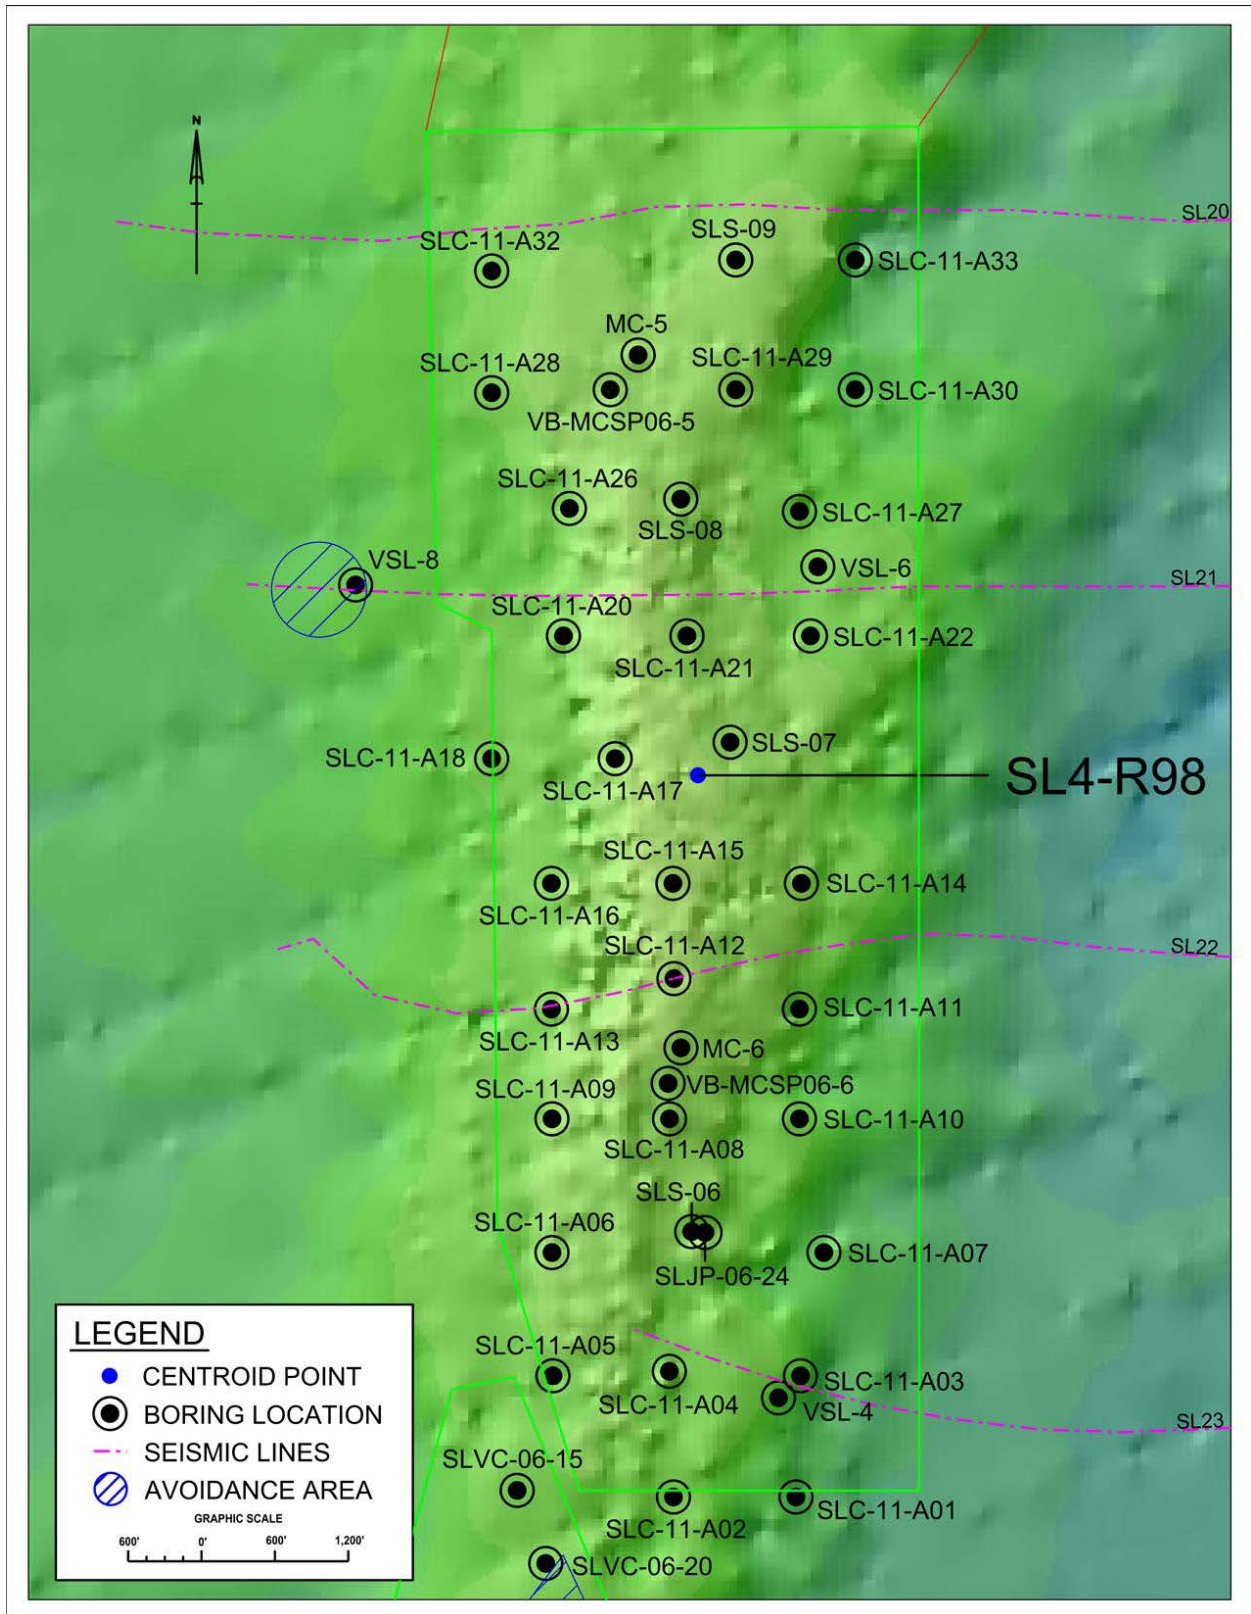 N
SL20
SLC-11-A32
SLS-09
SLC-11-A33
MC-5
SLC-11-A28
SLC-11-A29
SLC-11-A30
VB-MCSP06-5
SLC-11-A26
SLS-08
SLC-11-A27
VSL-8
VSL-6
SL21
SLC-11-A20
SLC-11-A21
SLC-11-A22
SLS-07
SLC-11-A18
SLC-11-A17
SL4-R98
SLC-11-A15
SLC-11-A14
SLC-11-A16
SLC-11-A12
SL22
SLC-11-A11
SLC-11-A13
MC-6
VB-MCSP06-6
SLC-11-A09
SLC-11-A10
SLC-11-A08
SLS-06
SLC-11-A06
SLC-11-A07
SLJP-06-24
SLC-11-A05
SLC-11-A03
SLC-11-A04
VSL-4
SL23
SLVC-06-15
SLC-11-A02
SLC-11-A01
SLVC-06-20
LEGEND
CENTROID POINT
BORING LOCATION
SEISMIC LINES
AVOIDANCE AREA
GRAPHIC SCALE
600' 0' 600' 1,200'